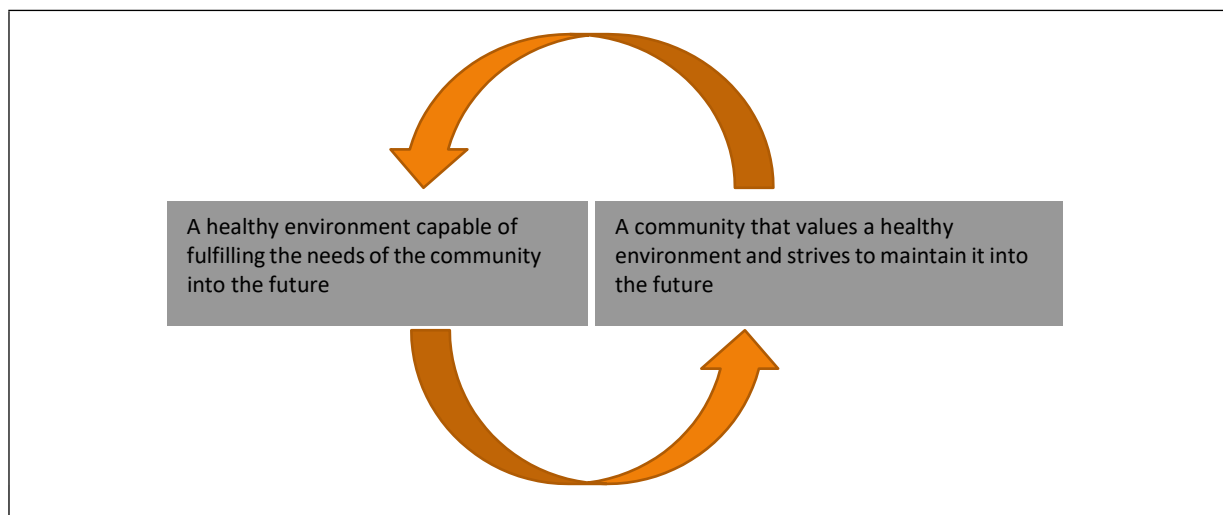 A healthy environment capable of
fulfilling the needs of the community
into the future
A community that values a healthy
environment and strives to maintain it into
the future